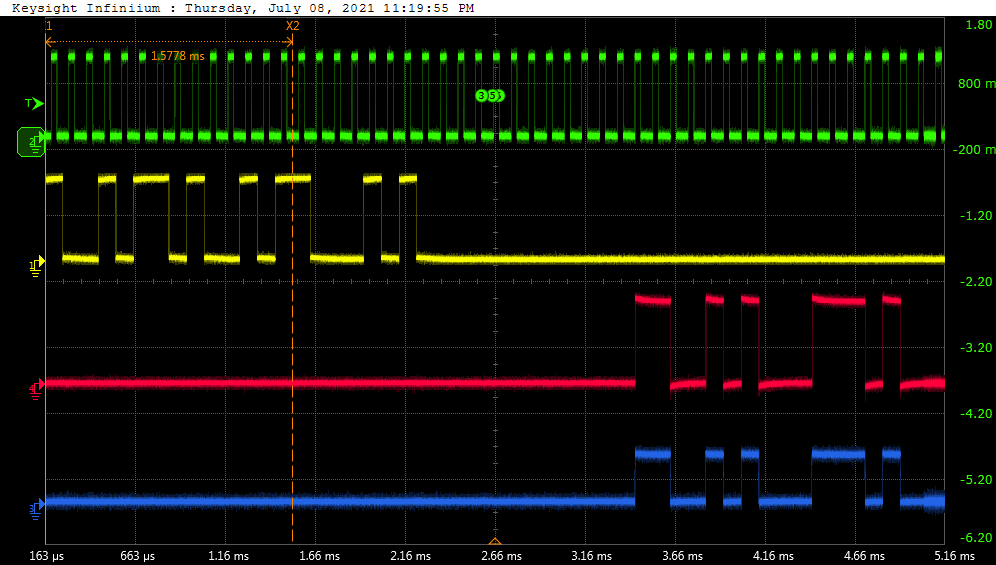 Keysight Infiniium : Thursday, July 08, 2021 11:19:55 PM
1 X2 1.80
1.5778 ms
800 m
T 3 5
2 -200 m
-1.20
1
-2.20
-3.20
4
-4.20
-5.20
3
-6.20
163 µs 663 µs 1.16 ms 1.66 ms 2.16 ms 2.66 ms 3.16 ms 3.66 ms 4.16 ms 4.66 ms 5.16 ms